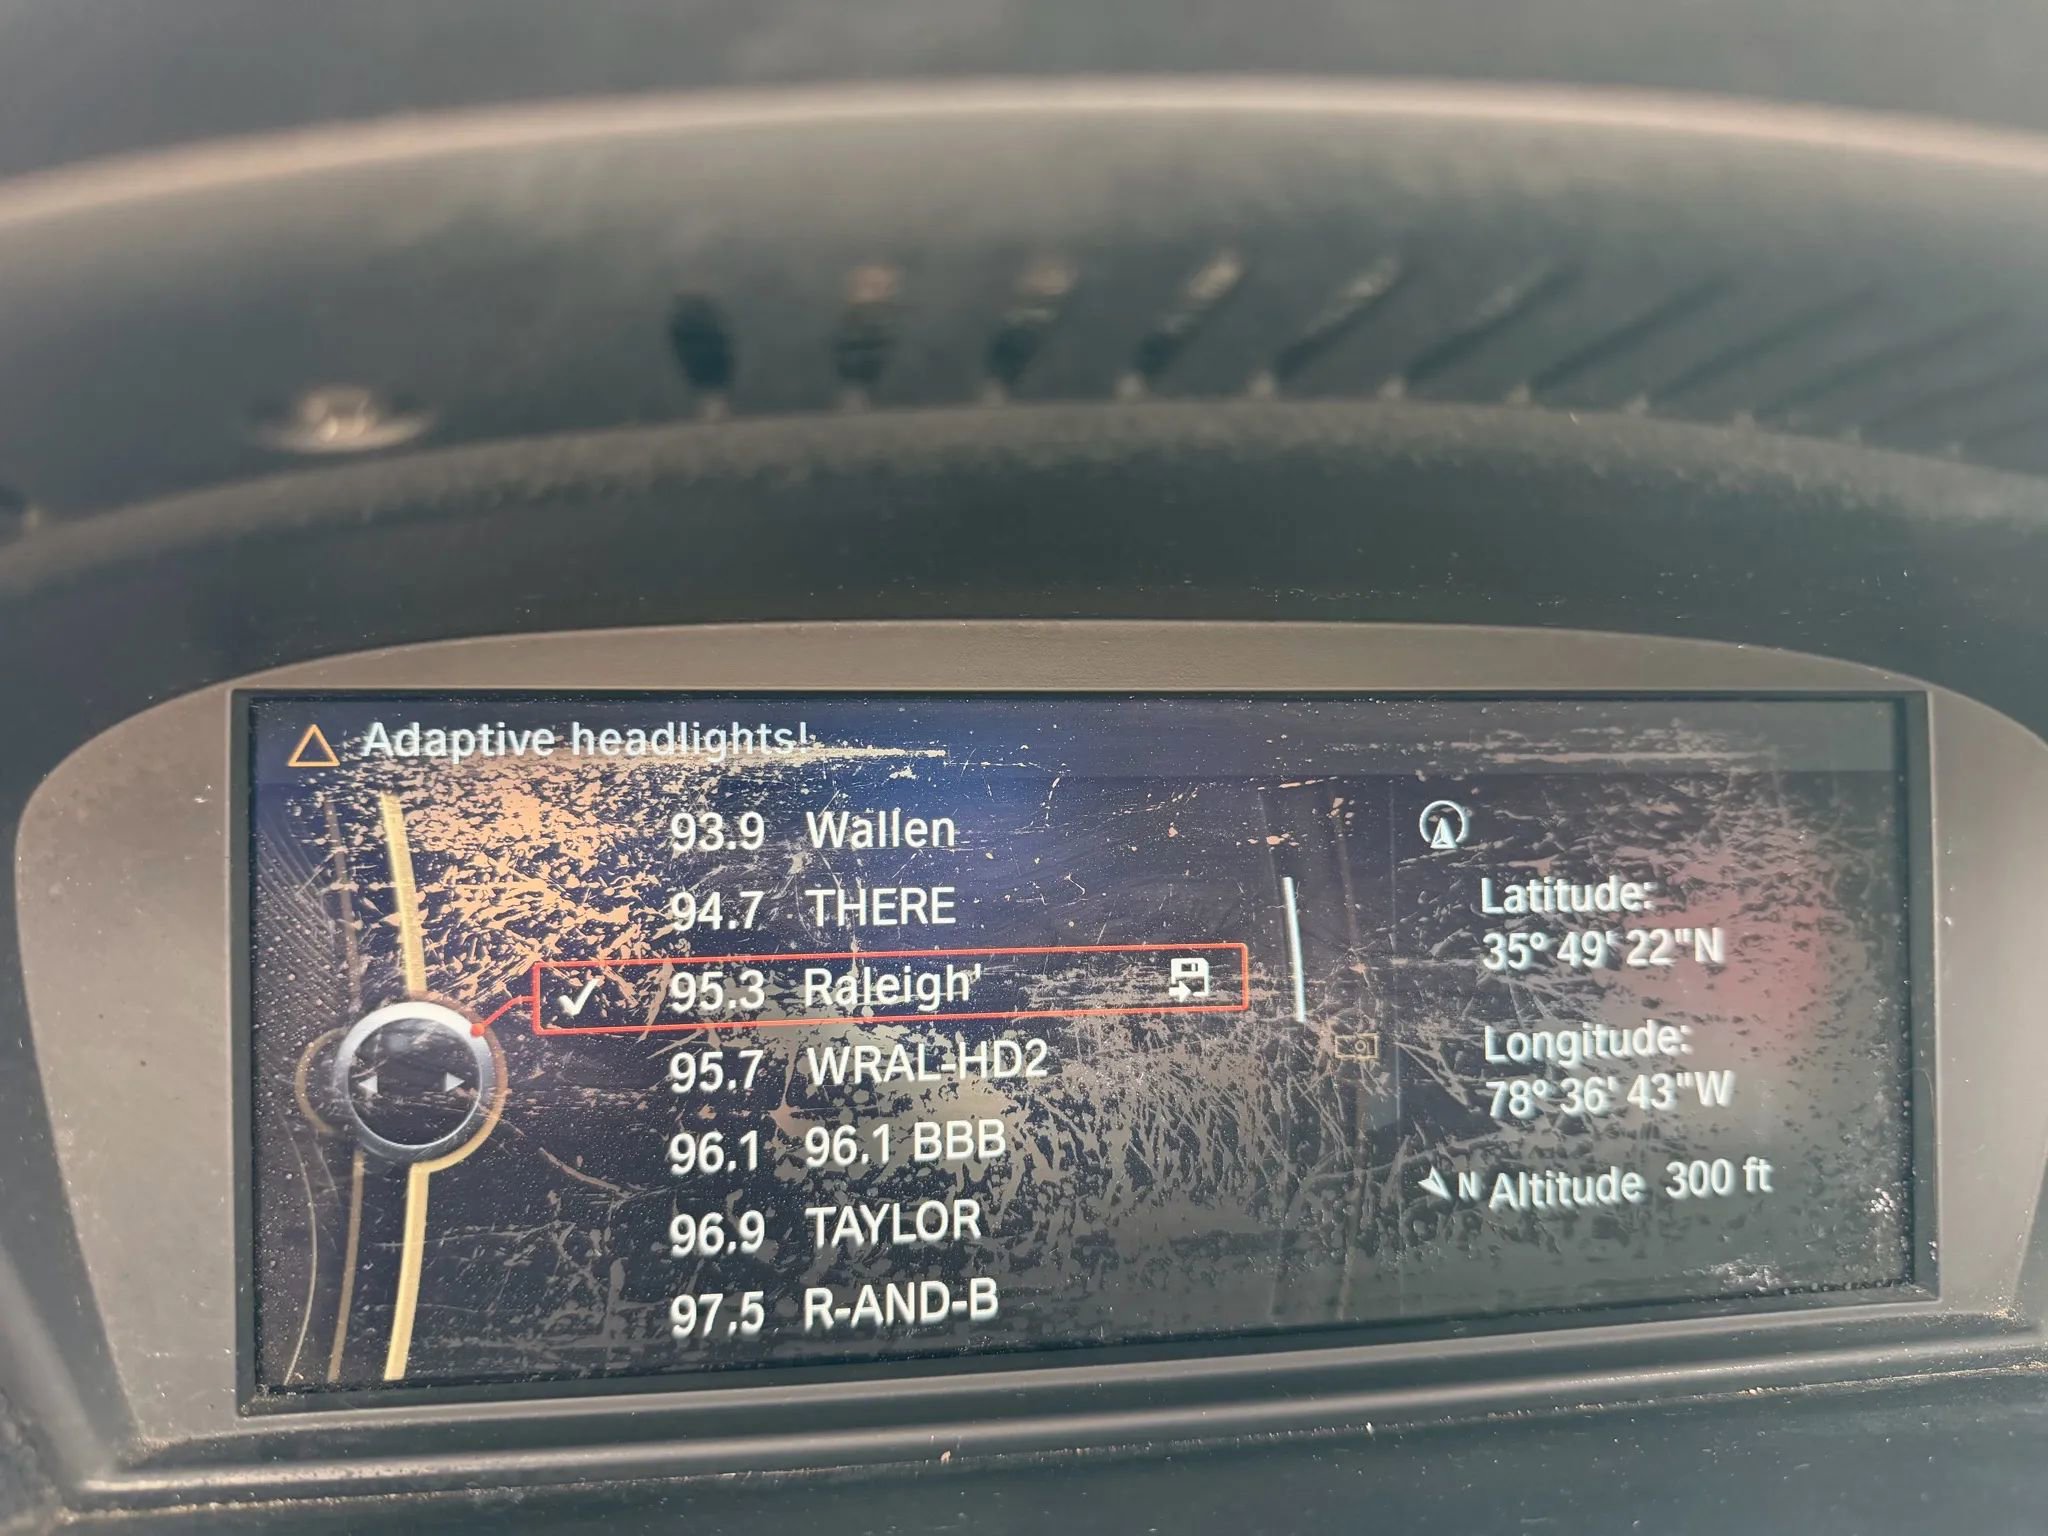 Adaptive headlights!
93.9 Wallen
94.7 THERE
95.3 Raleigh'
95.7 WRAL-HD2
96.1 96.1 BBB
96.9 TAYLOR
97.5 R-AND-B
Latitude:
35° 49' 22"N
Longitude:
78° 36' 43"W
N Altitude 300 ft